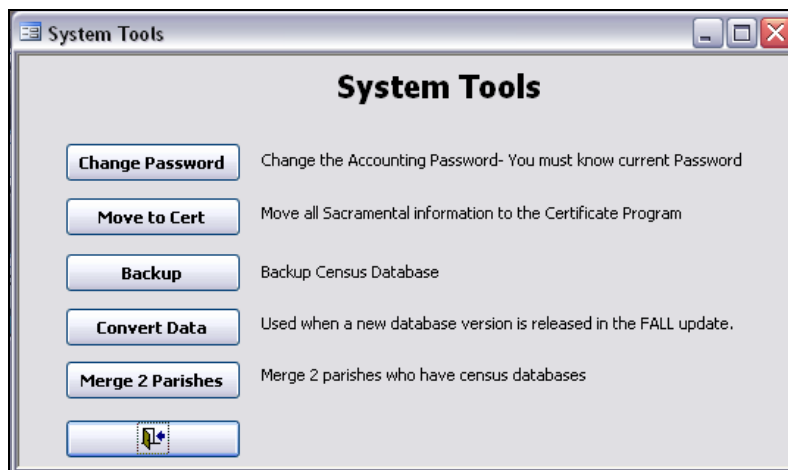 System Tools
System Tools
Change Password Change the Accounting Password- You must know current Password
Move to Cert Move all Sacramental information to the Certificate Program
Backup Backup Census Database
Convert Data Used when a new database version is released in the FALL update.
Merge 2 Parishes Merge 2 parishes who have census databases